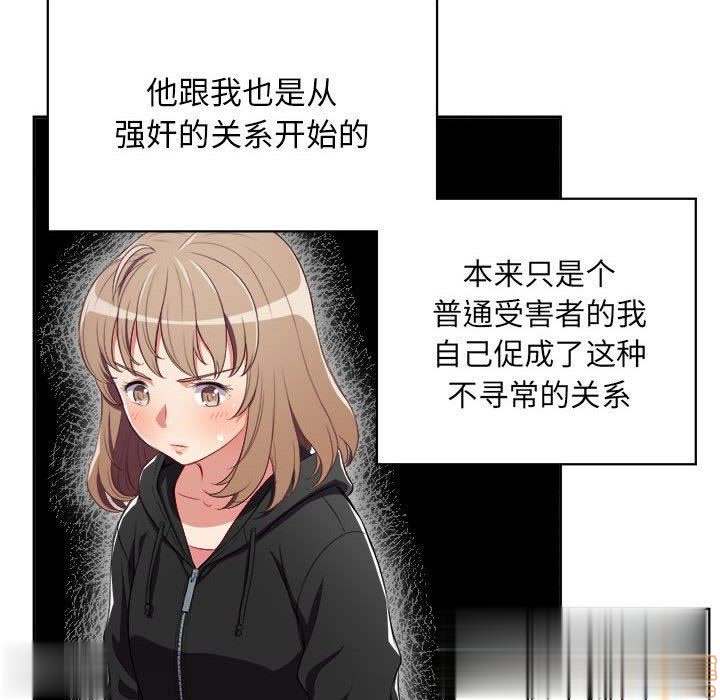 他跟我也是从
强奸的关系开始的
本来只是个
普通受害者的我
自己促成了这种
不寻常的关系